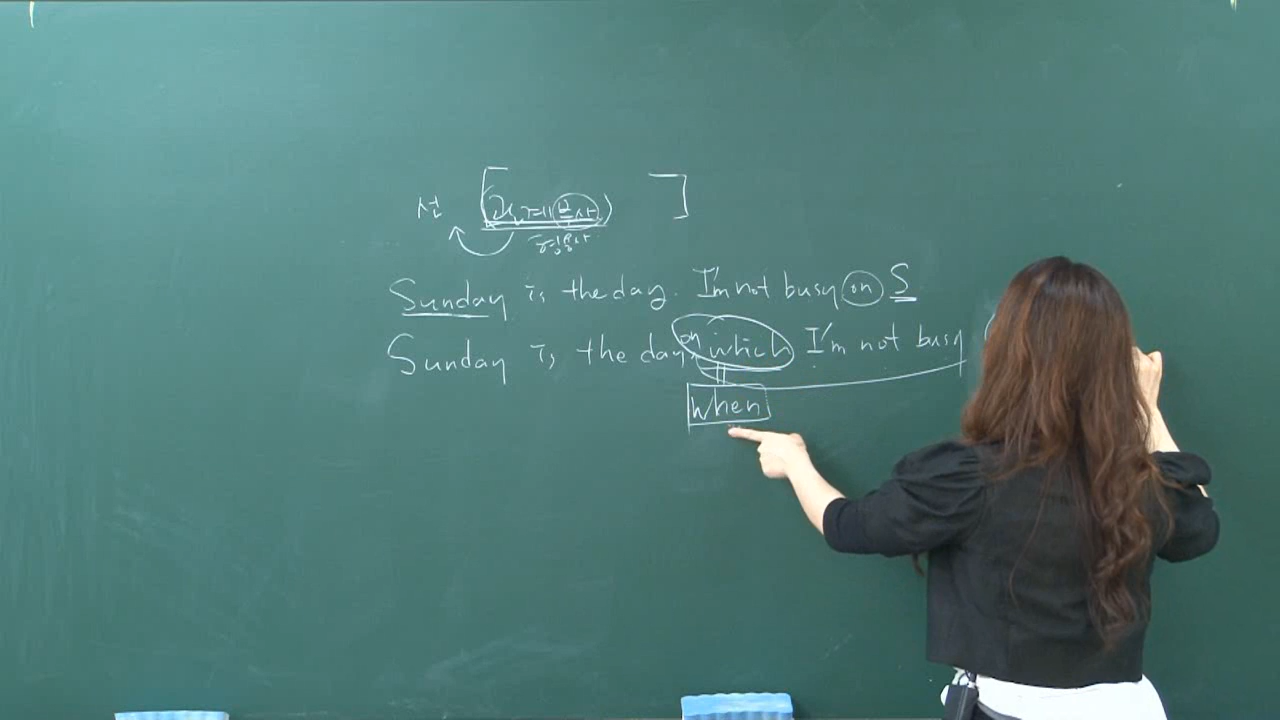 선 [(관계부사) ]
Sunday is the day. I'm not busy on S
Sunday is the day on which I'm not busy
when